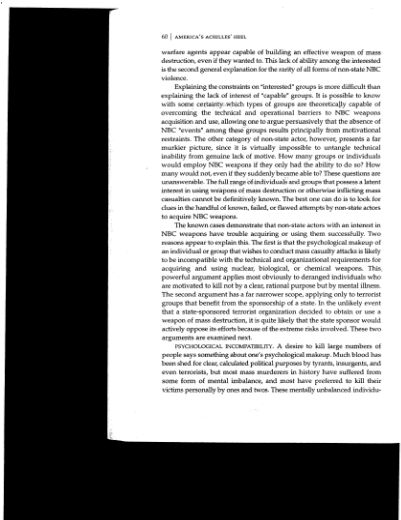 60 | AMERICA'S ACHILLES' HEEL
warfare agents appear capable of building an effective weapon of mass
destruction, even if they wanted to. This lack of ability among the interested
is the second general explanation for the rarity of all forms of non-state NBC
violence.
Explaining the constraints on "interested" groups is more difficult than
explaining the lack of interest of "capable" groups. It is possible to know
with some certainty which types of groups are theoretically capable of
overcoming the technical and operational barriers to NBC weapons
acquisition and use, allowing one to argue persuasively that the absence of
NBC "events" among these groups results principally from motivational
restraints. The other category of non-state actor, however, presents a far
murkier picture, since it is virtually impossible to untangle technical
inability from genuine lack of motive. How many groups or individuals
would employ NBC weapons if they only had the ability to do so? How
many would not, even if they suddenly became able to? These questions are
unanswerable. The full range of individuals and groups that possess a latent
interest in using weapons of mass destruction or otherwise inflicting mass
casualties cannot be definitively known. The best one can do is to look for
clues in the handful of known, failed, or flawed attempts by non-state actors
to acquire NBC weapons.
The known cases demonstrate that non-state actors with an interest in
NBC weapons have trouble acquiring or using them successfully. Two
reasons appear to explain this. The first is that the psychological makeup of
an individual or group that wishes to conduct mass casualty attacks is likely
to be incompatible with the technical and organizational requirements for
acquiring and using nuclear, biological, or chemical weapons. This
powerful argument applies most obviously to deranged individuals who
are motivated to kill not by a clear, rational purpose but by mental illness.
The second argument has a far narrower scope, applying only to terrorist
groups that benefit from the sponsorship of a state. In the unlikely event
that a state-sponsored terrorist organization decided to obtain or use a
weapon of mass destruction, it is quite likely that the state sponsor would
actively oppose its efforts because of the extreme risks involved. These two
arguments are examined next.
PSYCHOLOGICAL INCOMPATIBILITY. A desire to kill large numbers of
people says something about one's psychological makeup. Much blood has
been shed for clear, calculated political purposes by tyrants, insurgents, and
even terrorists, but most mass murderers in history have suffered from
some form of mental imbalance, and most have preferred to kill their
victims personally by ones and twos. These mentally unbalanced individu-